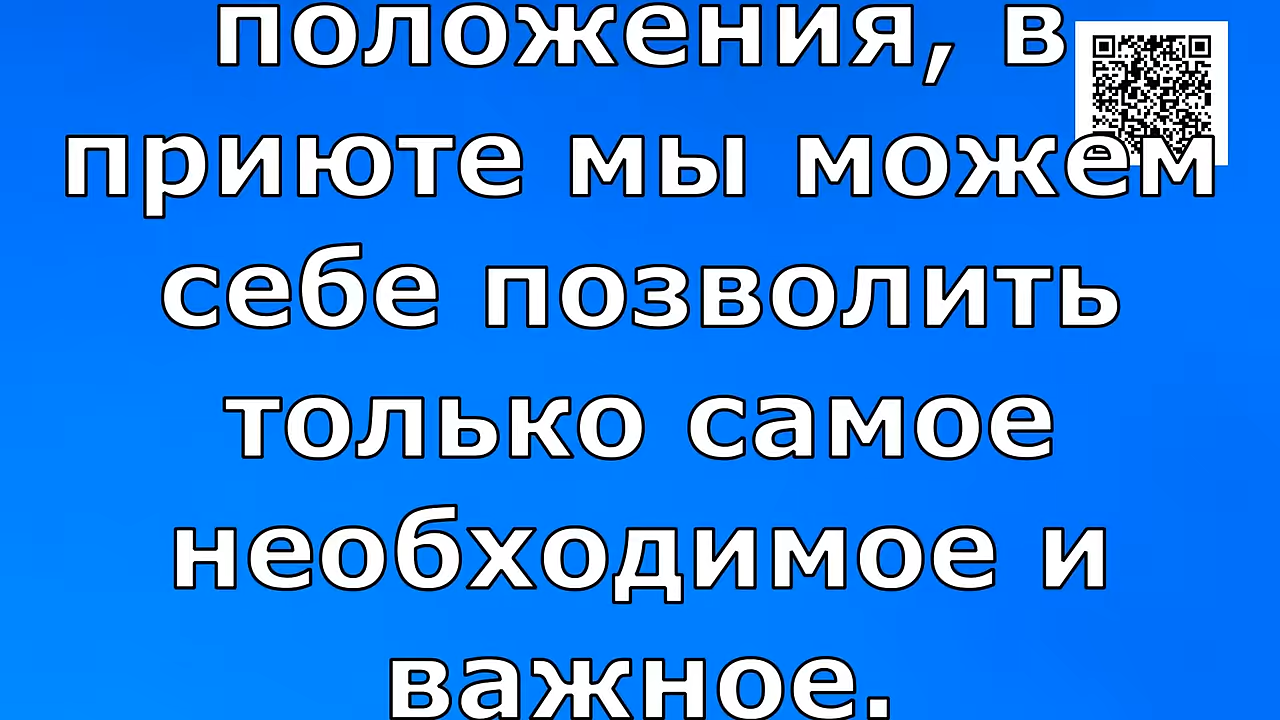 положения, в
приюте мы можем
себе позволить
только самое
необходимое и
важное.